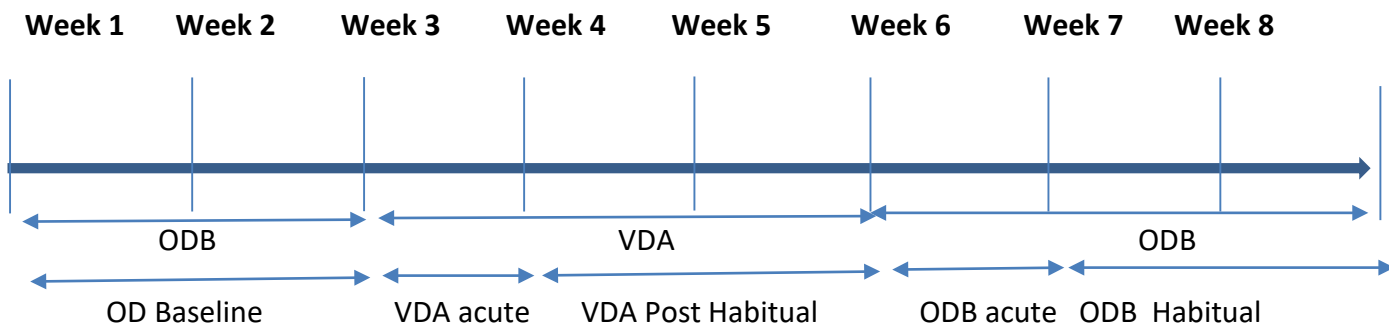 Week 1 Week 2 Week 3 Week 4 Week 5 Week 6 Week 7 Week 8
ODB VDA ODB
OD Baseline VDA acute VDA Post Habitual ODB acute ODB Habitual